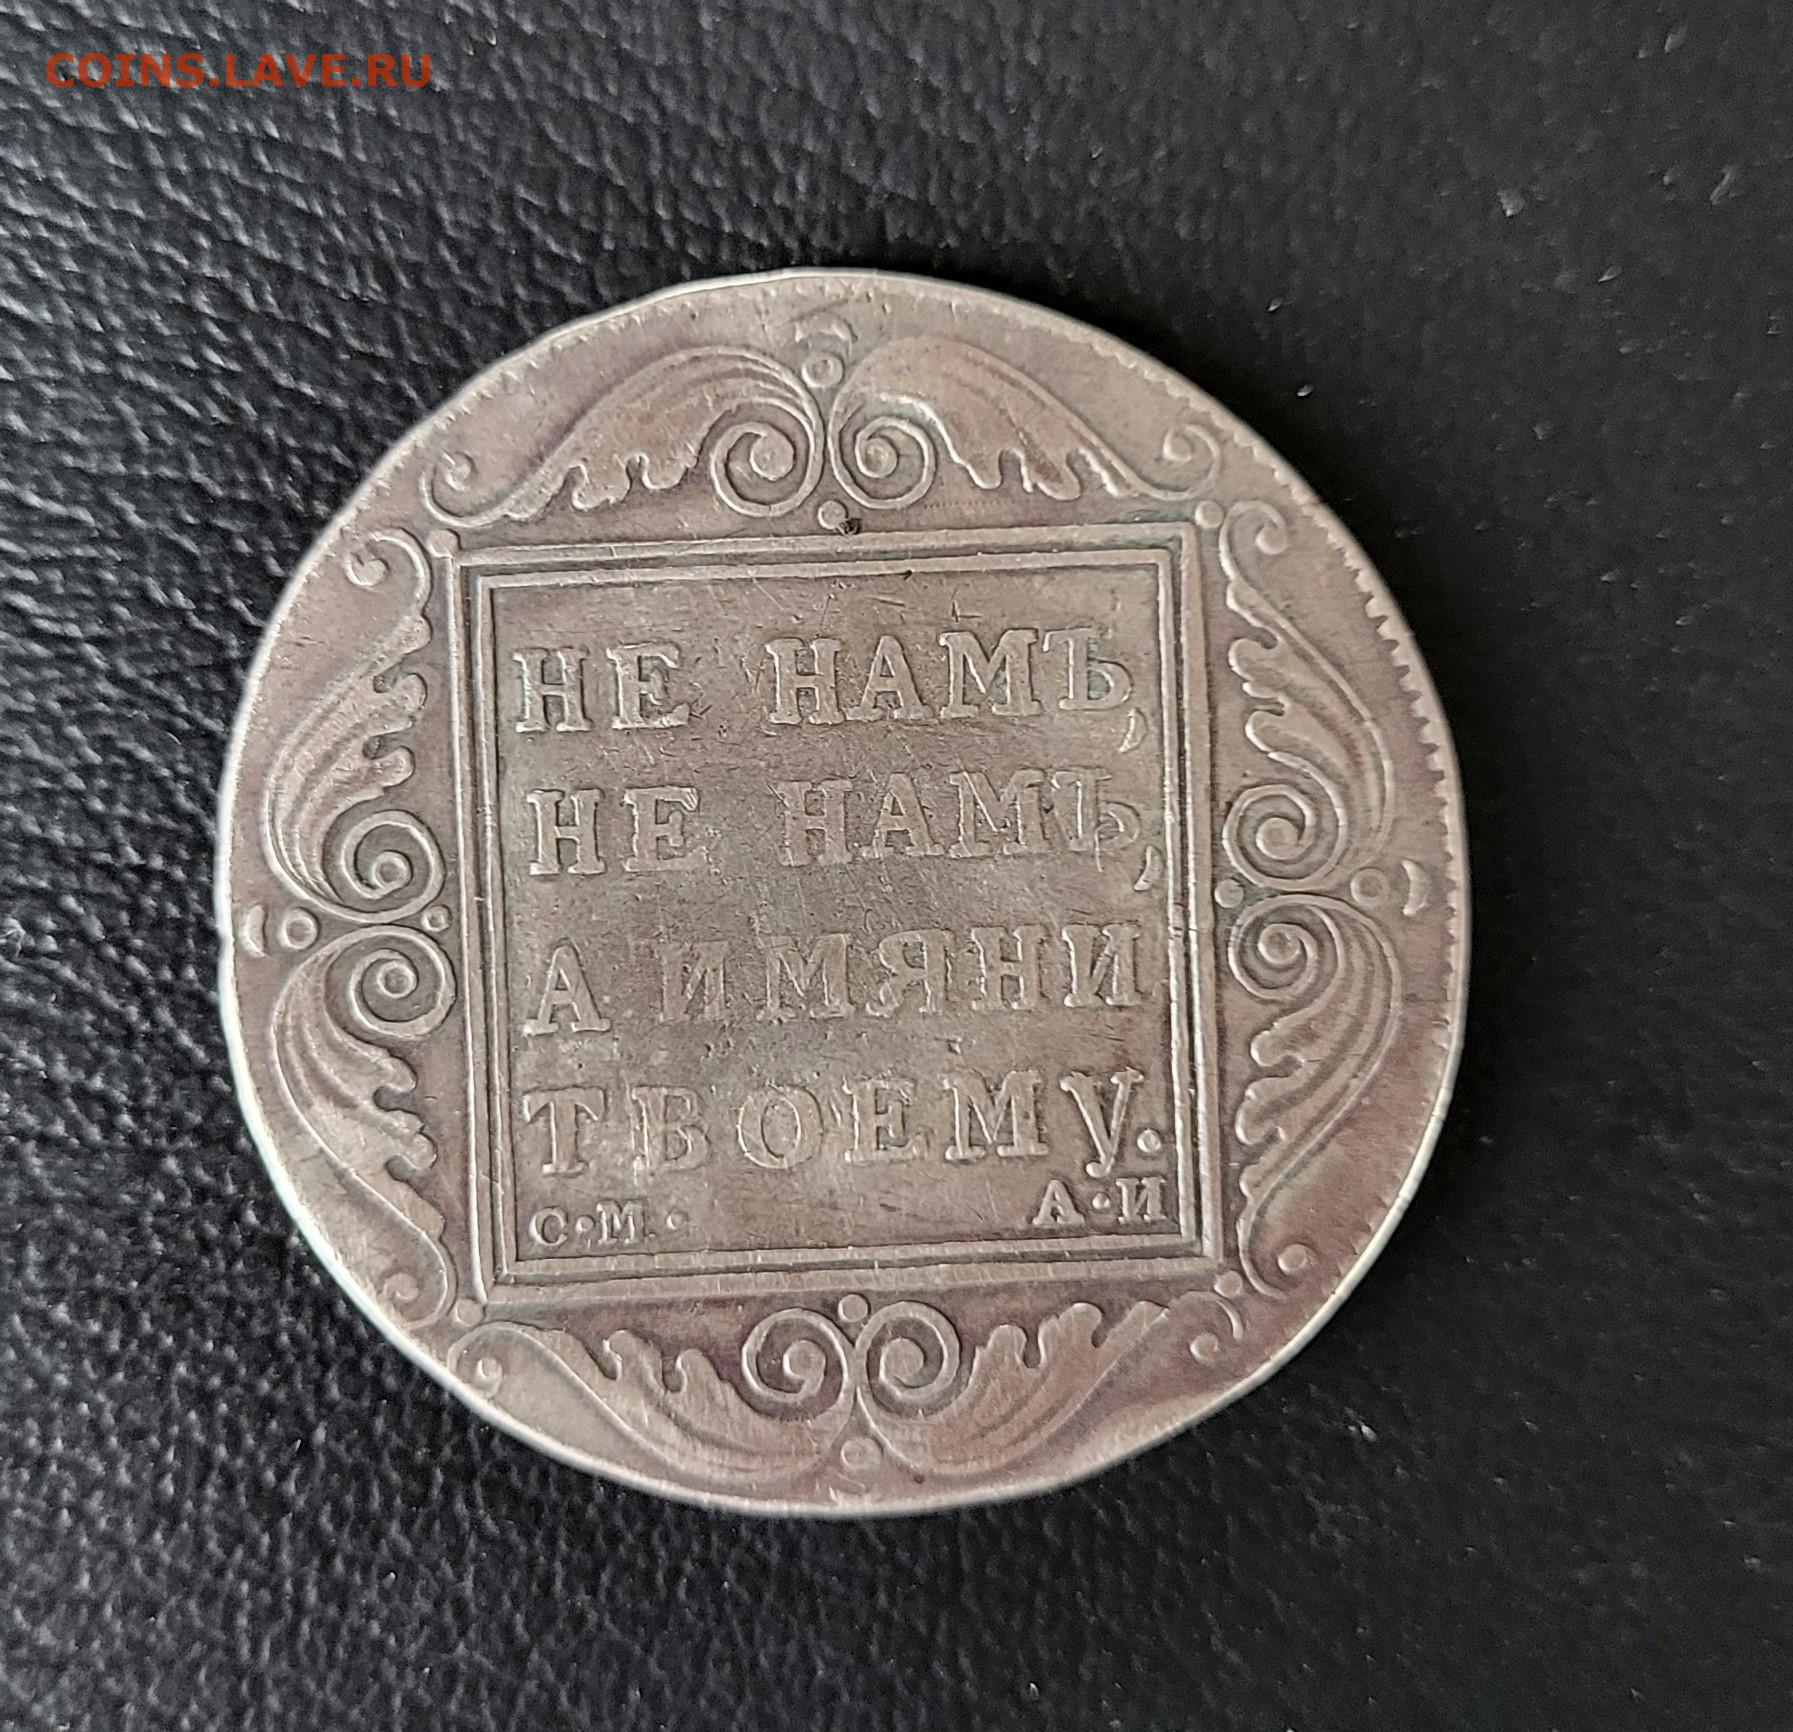 COINS.LAVE.RU
НЕ НАМЪ,
НЕ НАМЪ,
А ИМЯНИ
ТВОЕМУ.
С·М· А·И